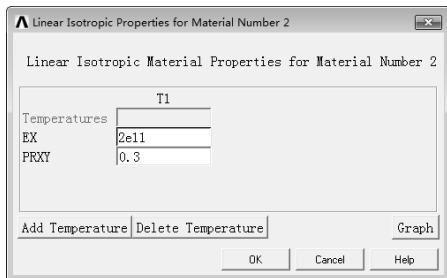 Linear Isotropic Properties for Material Number 2
Linear Isotropic Material Properties for Material Number 2
T1
Temperatures
EX 2e11
PRXY 0.3
Add Temperature Delete Temperature Graph
OK Cancel Help